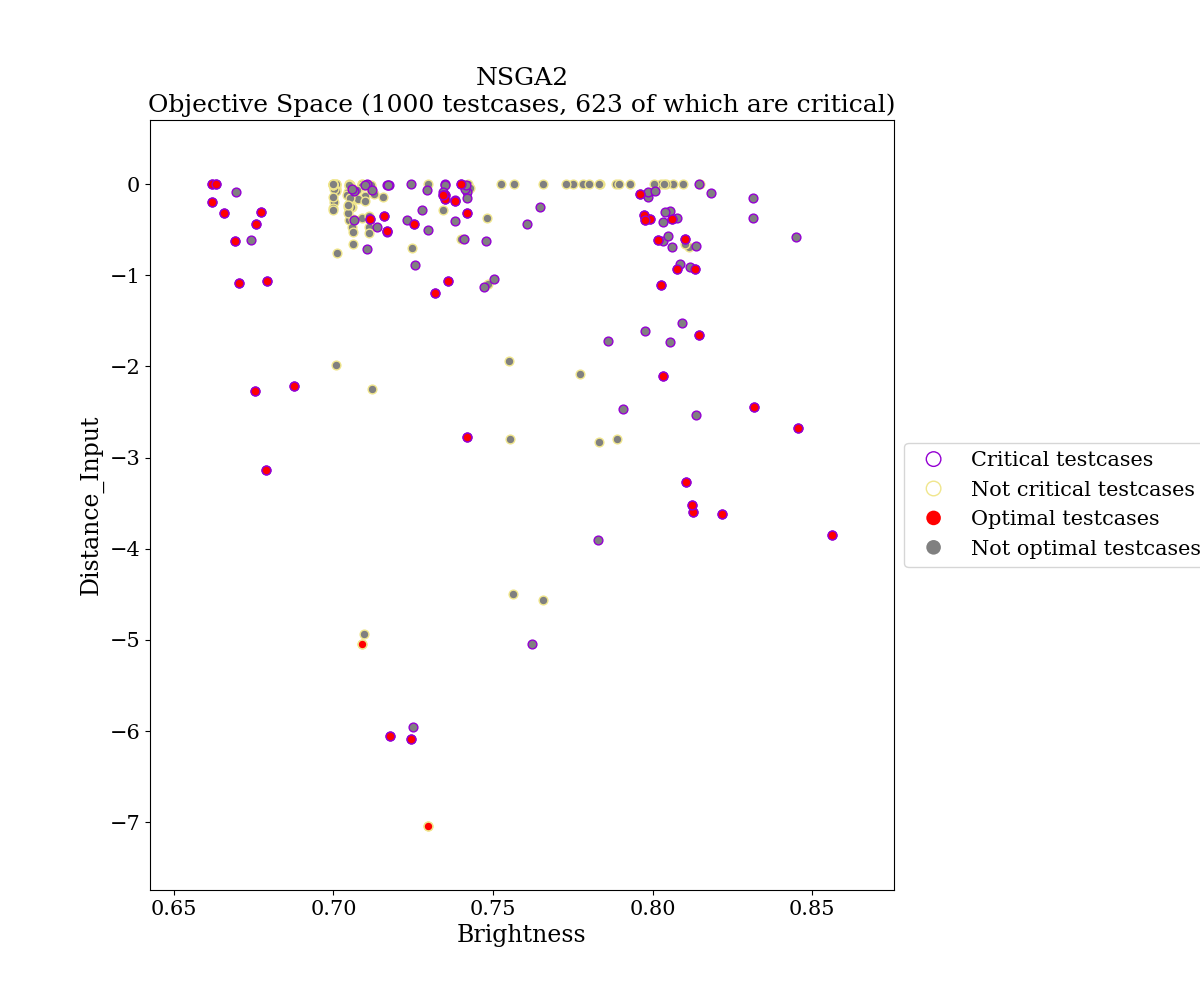 NSGA2
Objective Space (1000 testcases, 623 of which are critical)
0
−1
−2
−3
−4
−5
−6
−7
Distance_Input
0.65
0.70
0.75
0.80
0.85
Brightness
Critical testcases
Not critical testcases
Optimal testcases
Not optimal testcases